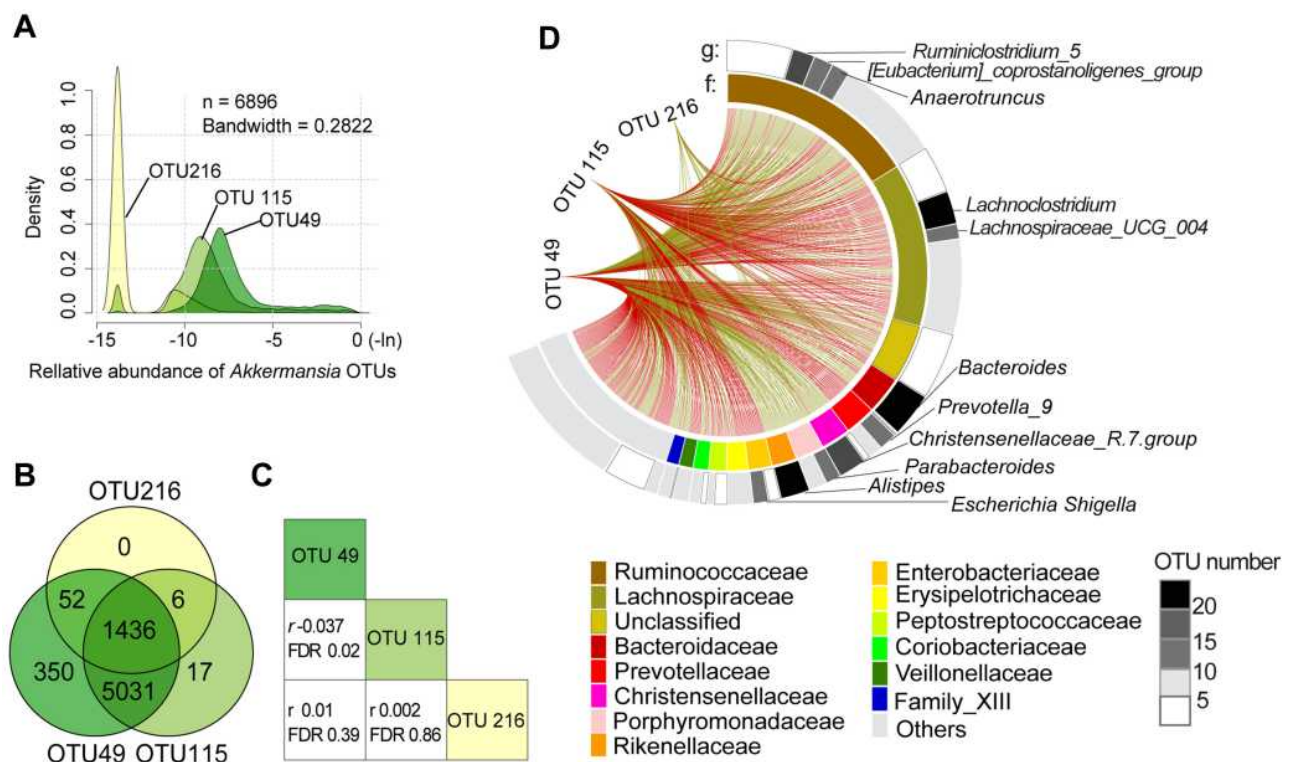 A
n = 6896
Bandwidth = 0.2822
OTU216
OTU 115
OTU49
Density
1.0
0.8
0.6
0.4
0.2
0.0
-15
-10
-5
0 (-ln)
Rellative abundance of Akkermansia OTUs
B
OTU216
0
52
6
1436
350
17
5031
OTU49
OTU115
C
OTU 49
r-0.037
FDR 0.02
OTU 115
r 0.01
FDR 0.39
r 0.002
FDR 0.86
OTU 216
D
g:
f:
OTU 216
OTU 115
OTU 49
Ruminiclostridium_5
[Eubacterium]_coprostanoligenes_group
Anaerotruncus
Lachnoclostridium
Lachnospiraceae_UCG_004
Bacteroides
Prevotella_9
Christensenellaceae_R.7.group
Parabacteroides
Alistipes
Escherichia Shigella
Ruminococcaceae
Lachnospiraceae
Unclassified
Bacteroidaceae
Prevotellaceae
Christensenellaceae
Porphyromonadaceae
Rikenellaceae
Enterobacteriaceae
Erysipelotrichaceae
Peptostreptococcaceae
Coriobacteriaceae
Veillonellaceae
Family_XIII
Others
OTU number
20
15
10
5